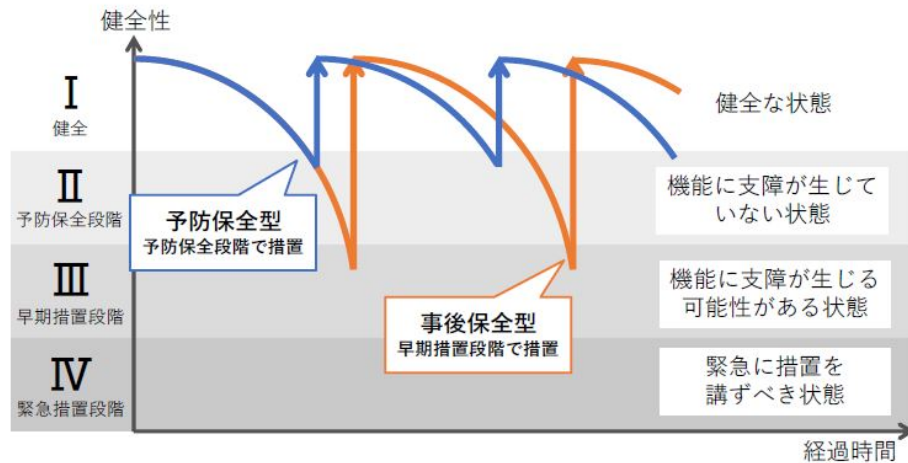 健全性
Ⅰ
健全
健全な状態
Ⅱ
予防保全段階
機能に支障が生じて
いない状態
予防保全型
予防保全段階で措置
Ⅲ
早期措置段階
機能に支障が生じる
可能性がある状態
事後保全型
早期措置段階で措置
Ⅳ
緊急措置段階
緊急に措置を
講ずべき状態
経過時間